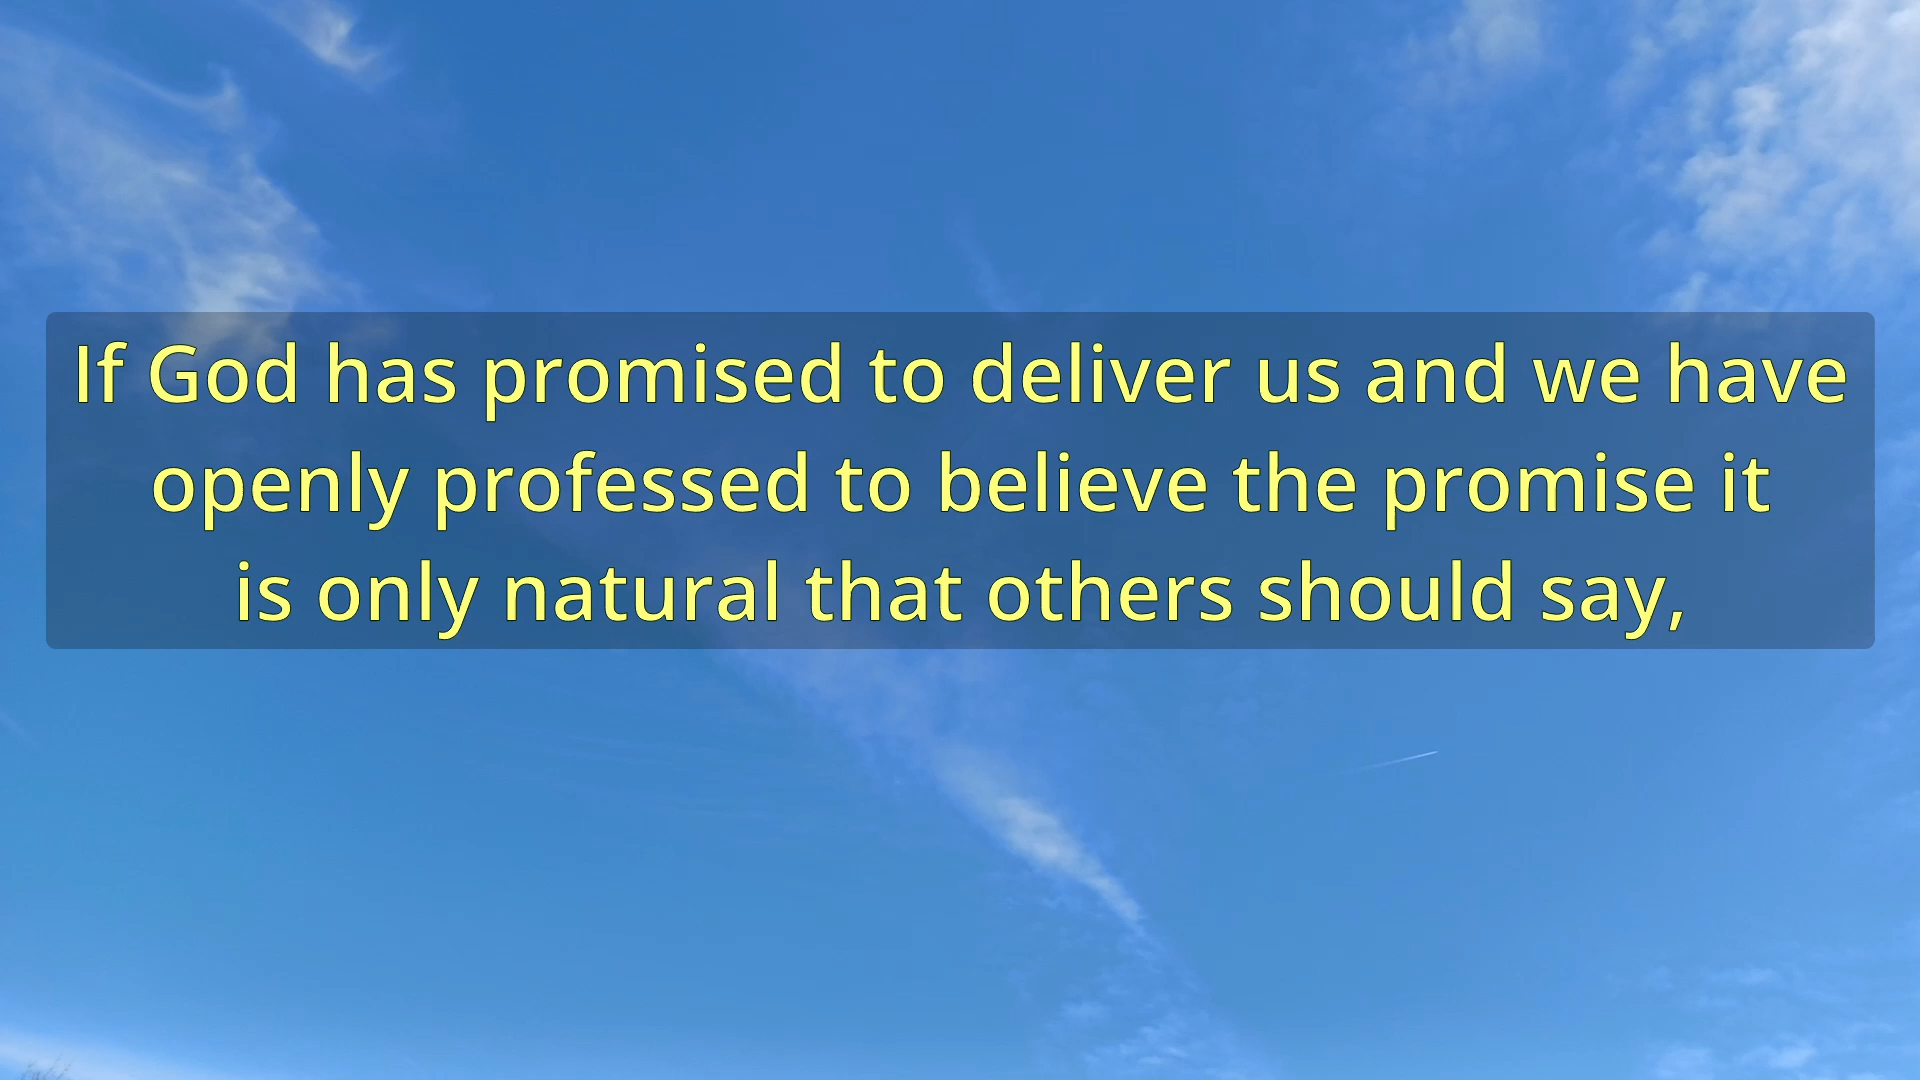 If God has promised to deliver us and we have
openly professed to believe the promise it
is only natural that others should say,